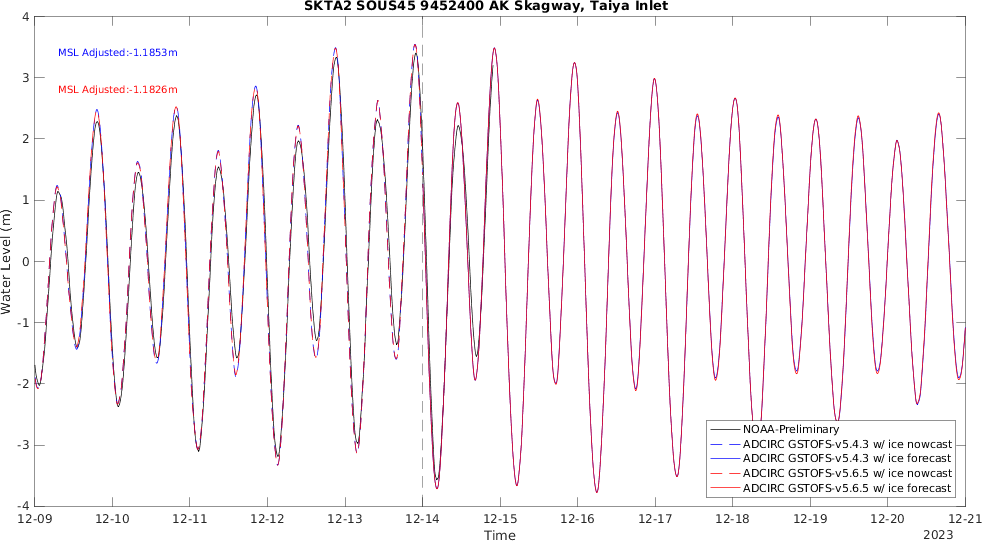 SKTA2 SOUS45 9452400 AK Skagway, Taiya Inlet
4
MSL Adjusted:-1.1853m
3
MSL Adjusted:-1.1826m
2
1
0
Water Level (m)
-1
-2
-3
-4
NOAA-Preliminary
ADCIRC GSTOFS-v5.4.3 w/ ice nowcast
ADCIRC GSTOFS-v5.4.3 w/ ice forecast
ADCIRC GSTOFS-v5.6.5 w/ ice nowcast
ADCIRC GSTOFS-v5.6.5 w/ ice forecast
12-09 12-10 12-11 12-12 12-13 12-14 12-15 12-16 12-17 12-18 12-19 12-20 12-21
Time
2023